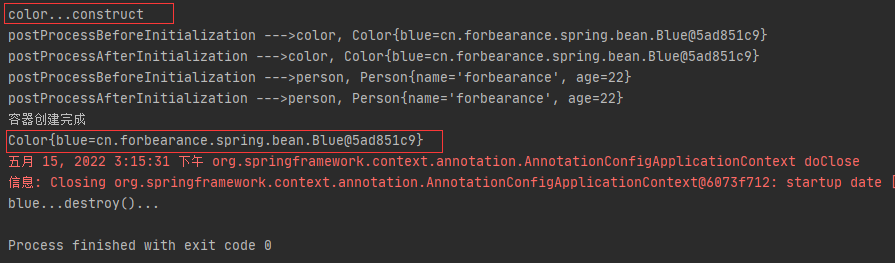 color...construct
postProcessBeforeInitialization --->color, Color{blue=cn.forbearance.spring.bean.Blue@5ad851c9}
postProcessAfterInitialization --->color, Color{blue=cn.forbearance.spring.bean.Blue@5ad851c9}
postProcessBeforeInitialization --->person, Person{name='forbearance', age=22}
postProcessAfterInitialization --->person, Person{name='forbearance', age=22}
容器创建完成
Color{blue=cn.forbearance.spring.bean.Blue@5ad851c9}
五月 15, 2022 3:15:31 下午 org.springframework.context.annotation.AnnotationConfigApplicationContext doClose
信息: Closing org.springframework.context.annotation.AnnotationConfigApplicationContext@6073f712: startup date [
blue...destroy()...
Process finished with exit code 0